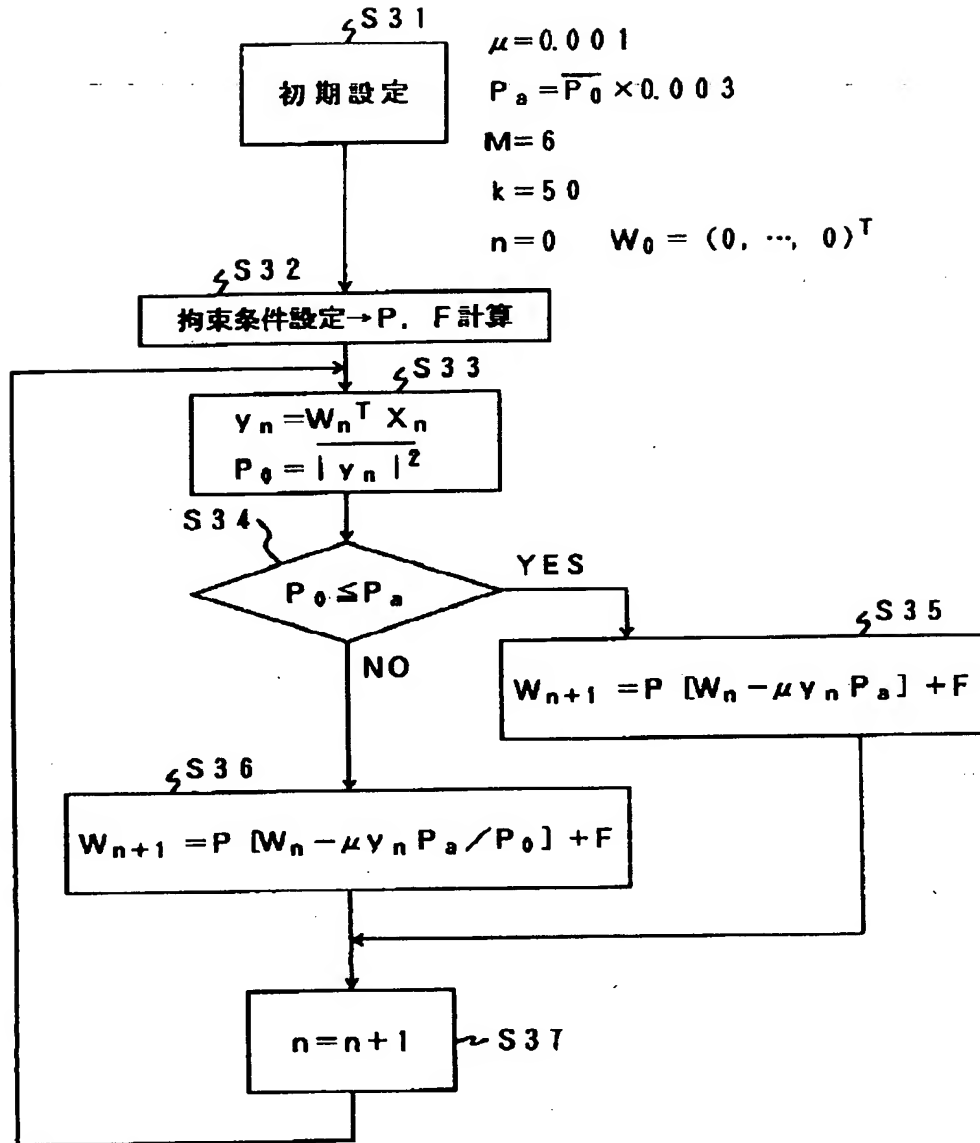 S31
初期設定
μ=0.001
Pa=P0×0.003
M=6
k=50
n=0 W0=(0, …, 0)T
S32
拘束条件設定→P, F計算
S33
yn=WnT Xn
P0=|yn|2
S34
P0≦Pa
YES
NO
S35
Wn+1=P [Wn-μynPa]+F
S36
Wn+1=P [Wn-μynPa/P0]+F
n=n+1
S37